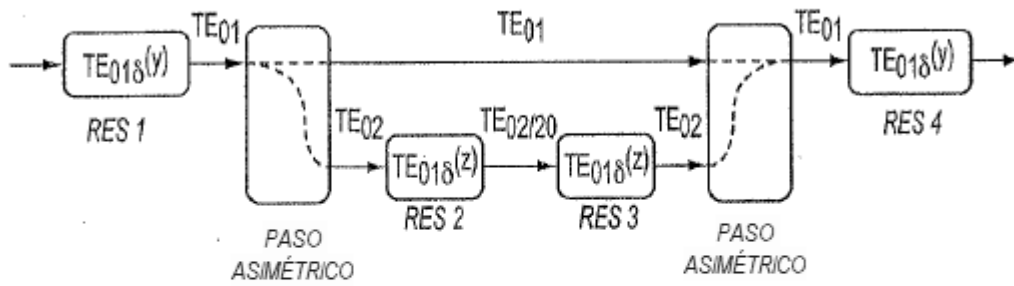 TE01
TE01
TE01
TE01δ(y)
TE01δ(y)
RES 1
RES 4
TE02
TE02/20
TE02
TE01δ(z)
TE01δ(z)
RES 2
RES 3
PASO
ASIMÉTRICO
PASO
ASIMÉTRICO